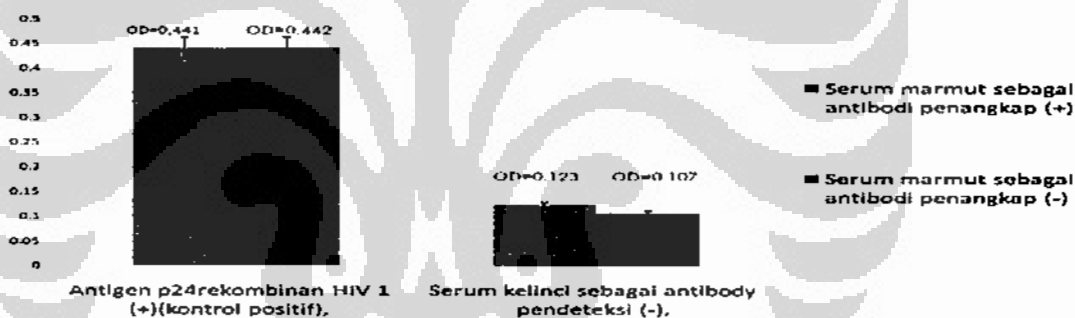 0.5
0.45
0.4
0.35
0.3
0.25
0.2
0.15
0.1
0.05
0
OD=0.441 OD=0.442
OD=0.123 OD=0.107
Antigen p24rekombinan HIV 1
(+)(kontrol positif),
Serum kelinci sebagai antibody
pendeteksi (-),
Serum marmut sebagai
antibodi penangkap (+)
Serum marmut sebagai
antibodi penangkap (-)